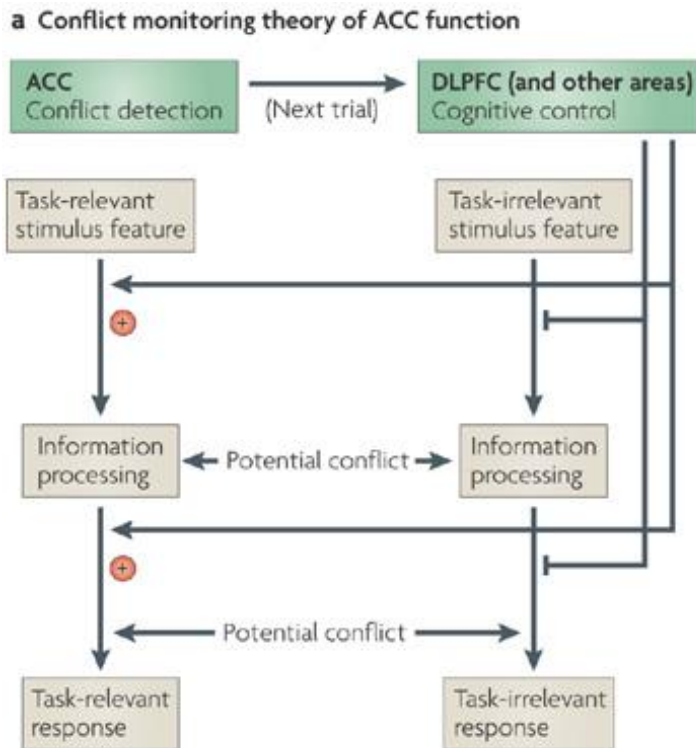 a Conflict monitoring theory of ACC function
ACC
Conflict detection
(Next trial)
DLPFC (and other areas)
Cognitive control
Task-relevant
stimulus feature
Task-irrelevant
stimulus feature
+
Information
processing
Potential conflict
Information
processing
+
Potential conflict
Task-relevant
response
Task-irrelevant
response